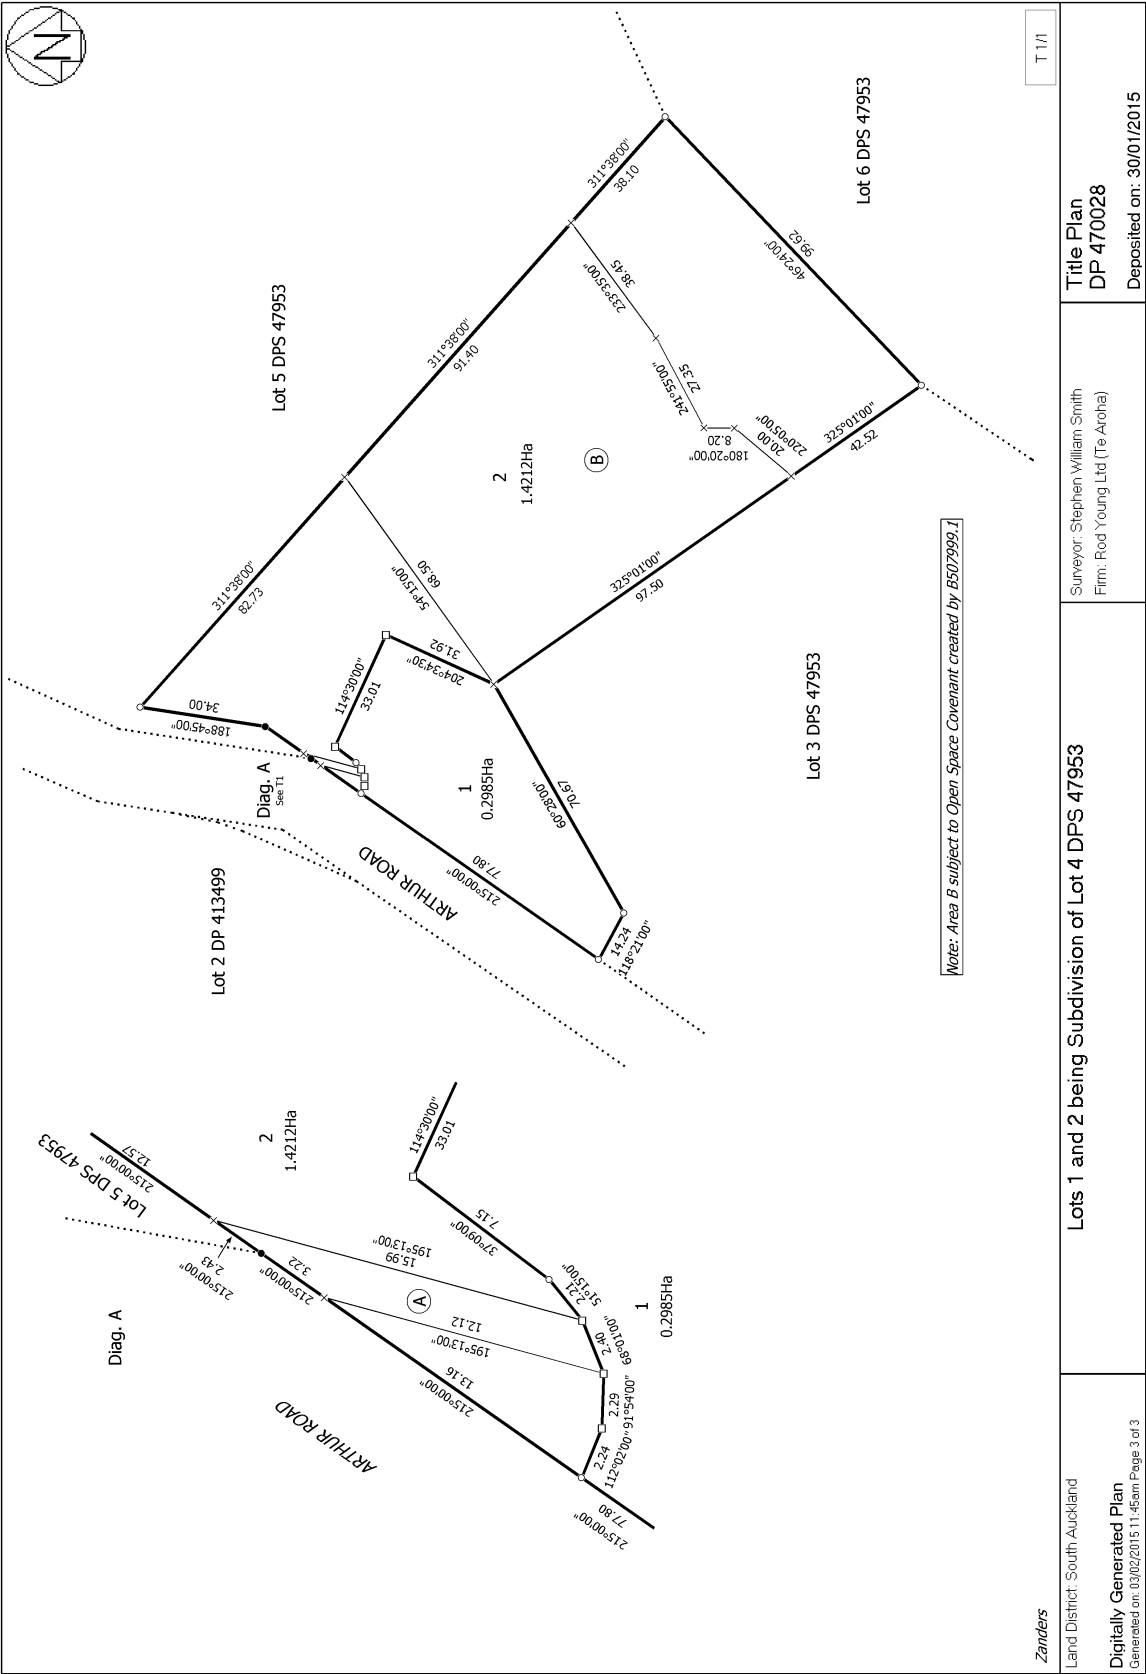 N
T 1/1
Lot 5 DPS 47953
Lot 6 DPS 47953
Lot 3 DPS 47953
Lot 2 DP 413499
311°38'00"
38.10
311°38'00"
91.40
311°38'00"
82.73
46°24'00"
99.62
233°35'00"
38.45
241°55'00"
27.35
180°20'00"
8.20
220°05'00"
20.00
325°01'00"
42.52
325°01'00"
97.50
54°15'00"
68.50
2
1.4212Ha
B
188°45'00"
34.00
114°30'00"
33.01
204°34'30"
31.92
Diag. A
See T1
1
0.2985Ha
60°28'00"
70.67
215°00'00"
77.80
ARTHUR ROAD
14.24
118°21'00"
Note: Area B subject to Open Space Covenant created by B507999.1
Diag. A
Lot 5 DPS 47953
215°00'00"
12.57
215°00'00"
2.43
215°00'00"
3.22
2
1.4212Ha
114°30'00"
33.01
37°09'00"
7.15
195°13'00"
15.99
A
195°13'00"
12.12
51°15'00"
2.21
68°01'00"
2.40
91°54'00"
2.29
112°02'00"
2.24
1
0.2985Ha
215°00'00"
13.16
ARTHUR ROAD
215°00'00"
77.80
Zanders
Land District: South Auckland
Digitally Generated Plan
Generated on: 03/02/2015 11:45am Page 3 of 3
Lots 1 and 2 being Subdivision of Lot 4 DPS 47953
Surveyor: Stephen William Smith
Firm: Rod Young Ltd (Te Aroha)
Title Plan
DP 470028
Deposited on: 30/01/2015